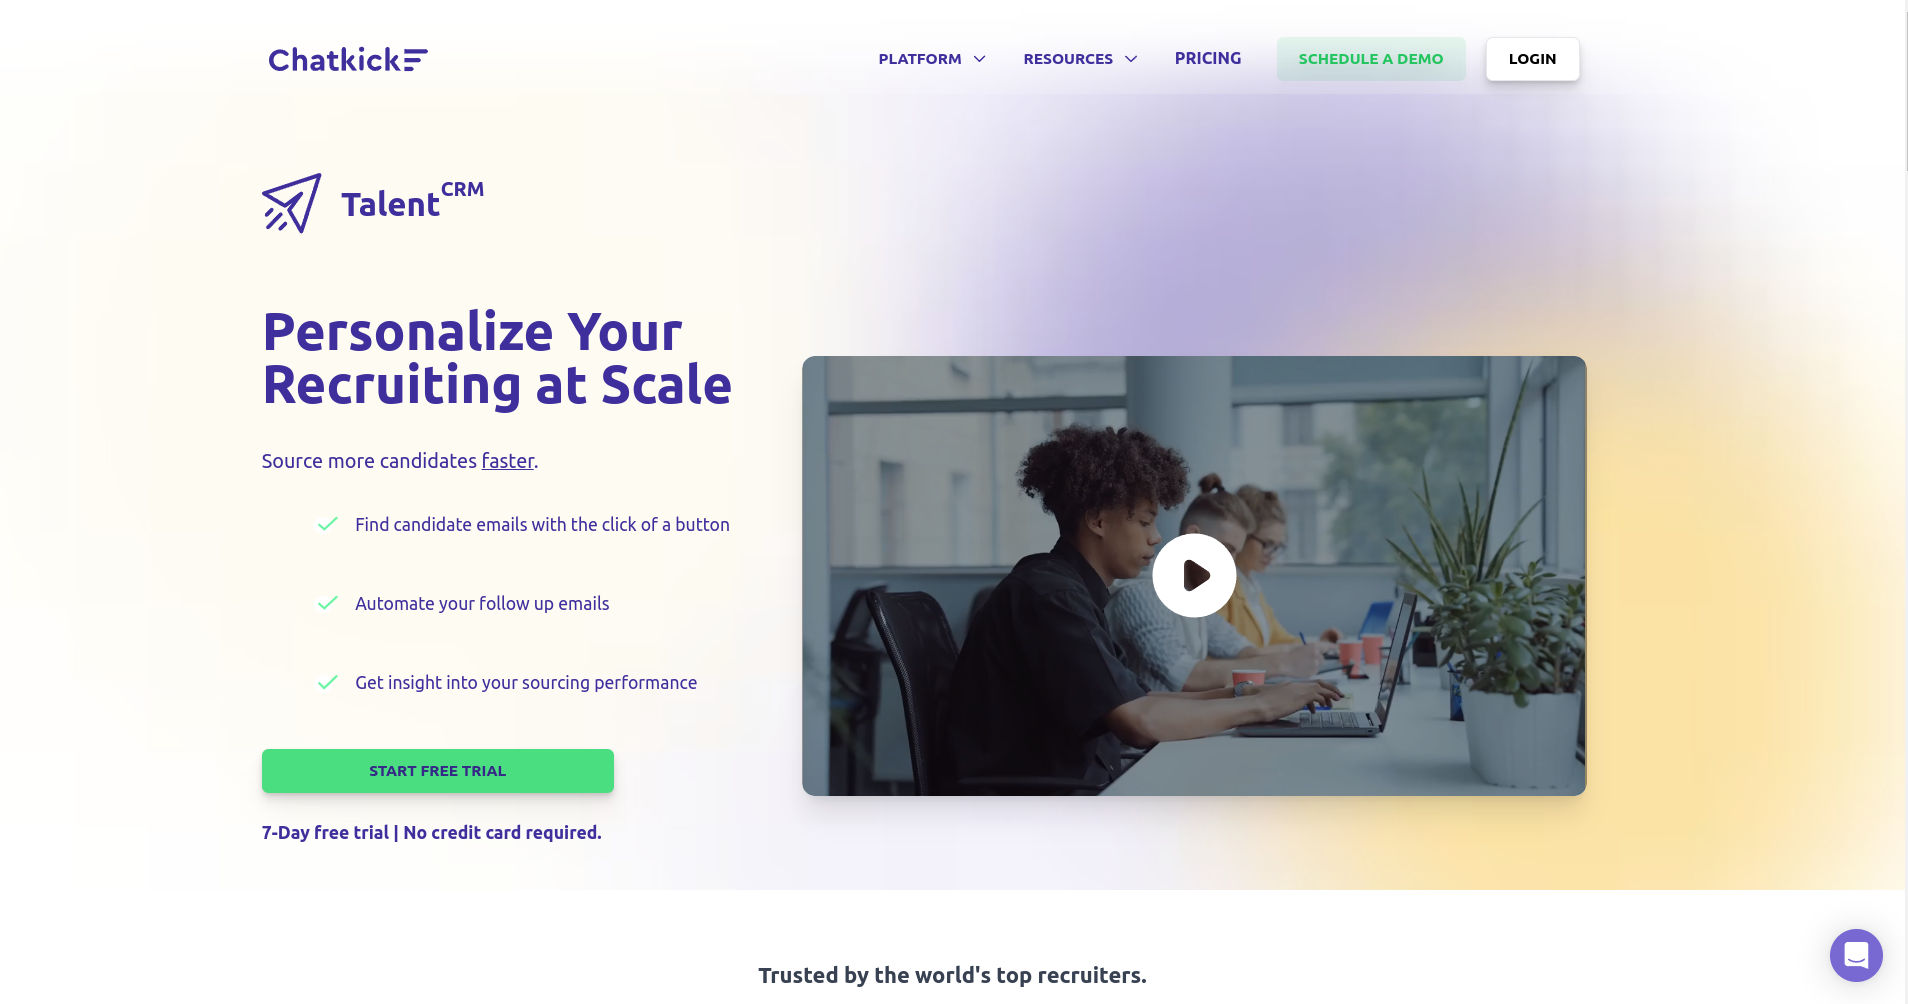 Chatkick
PLATFORM
RESOURCES
PRICING
SCHEDULE A DEMO
LOGIN
Talent CRM
Personalize Your
Recruiting at Scale
Source more candidates faster.
Find candidate emails with the click of a button
Automate your follow up emails
Get insight into your sourcing performance
START FREE TRIAL
7-Day free trial | No credit card required.
Trusted by the world's top recruiters.